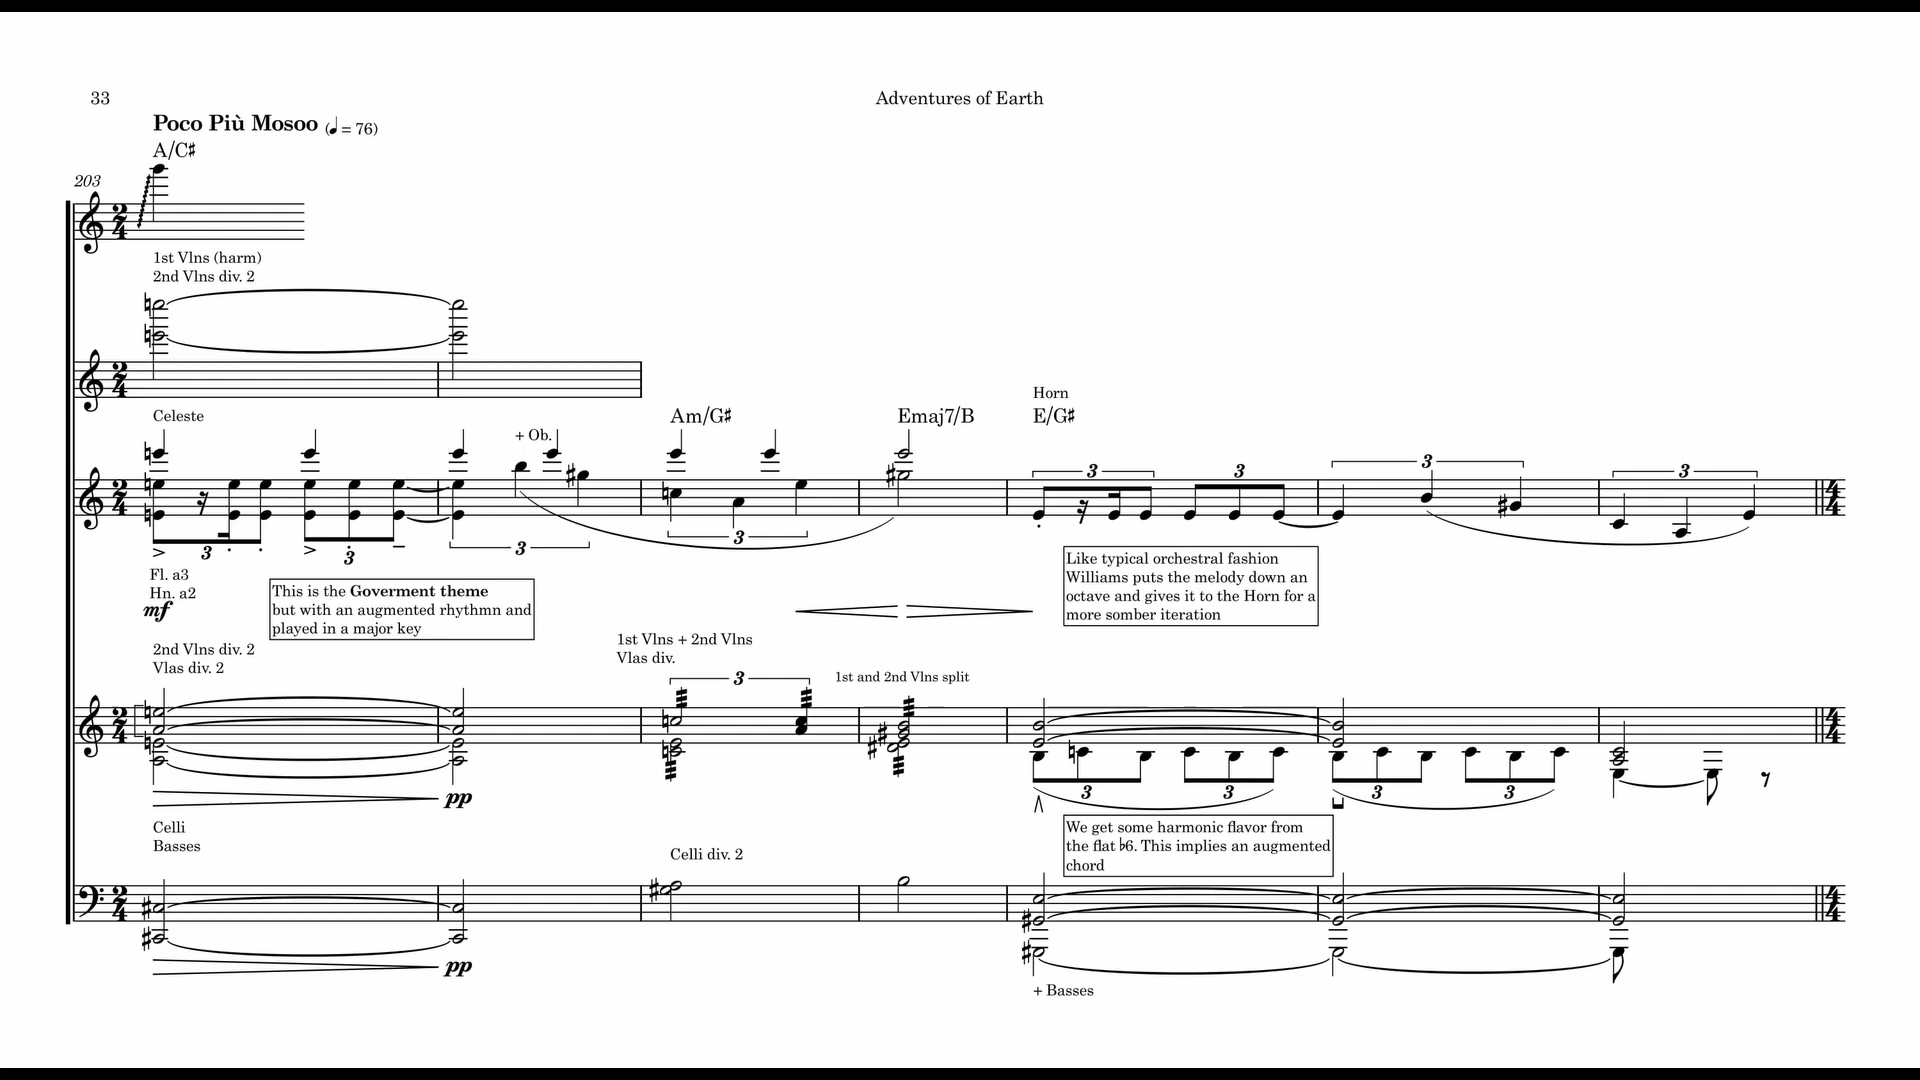 33
Adventures of Earth
Poco Più Mosoo (♩ = 76)
A/C♯
203
1st Vlns (harm)
2nd Vlns div. 2
Celeste
+ Ob.
Am/G♯
Emaj7/B
Horn
E/G♯
3
3
3
3
3
3
3
3
Fl. a3
Hn. a2
mf
This is the Goverment theme
but with an augmented rhythmn and
played in a major key
Like typical orchestral fashion
Williams puts the melody down an
octave and gives it to the Horn for a
more somber iteration
2nd Vlns div. 2
Vlas div. 2
1st Vlns + 2nd Vlns
Vlas div.
3
1st and 2nd Vlns split
3
3
3
3
pp
Celli
Basses
Celli div. 2
We get some harmonic flavor from
the flat ♭6. This implies an augmented
chord
pp
+ Basses